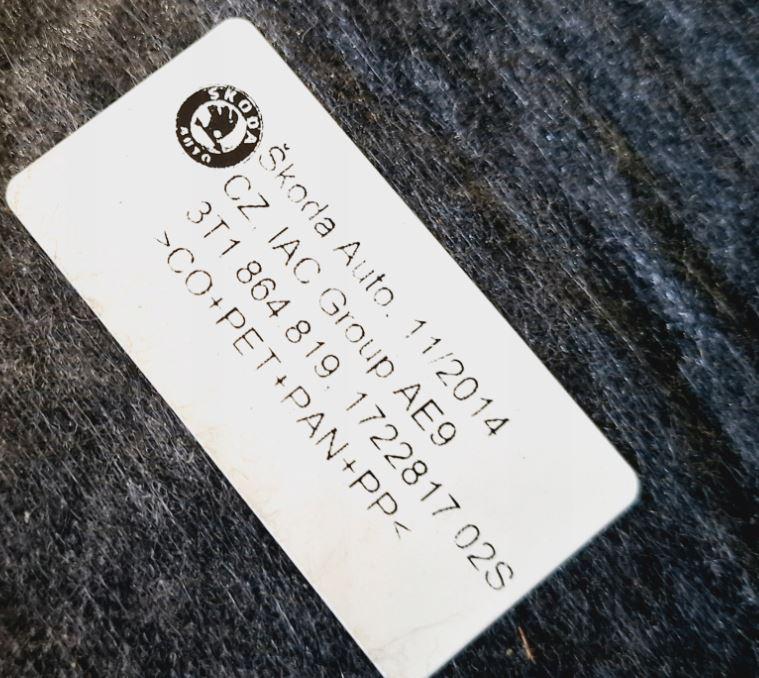 ŠKODA
AUTO
Škoda Auto. 11/2014
CZ. IAC Group AE9
3T1 864 819. 1722817 02S
>CO+PET+PAN+PP<